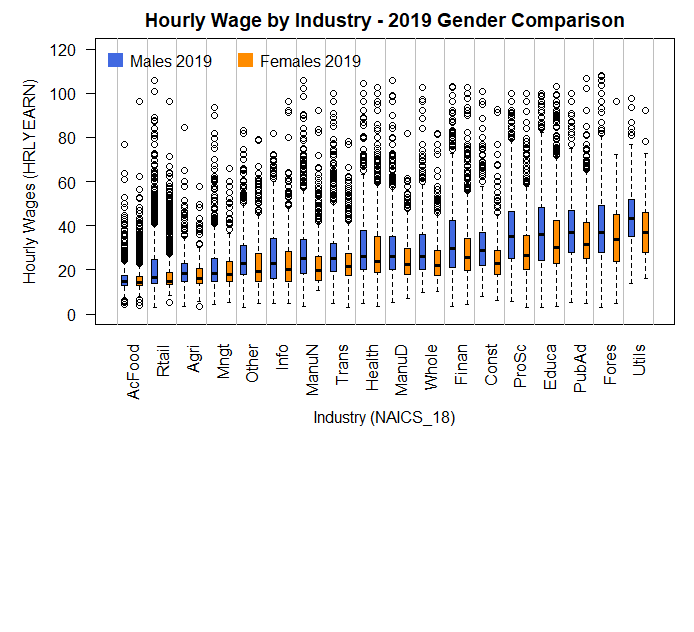 Hourly Wage by Industry - 2019 Gender Comparison
Males 2019 Females 2019
Hourly Wages (HRLYEARN)
120
100
80
60
40
20
0
AcFood Rtail Agri Mngt Other Info ManuN Trans Health ManuD Whole Finan Const ProSc Educa PubAd Fores Utils
Industry (NAICS_18)